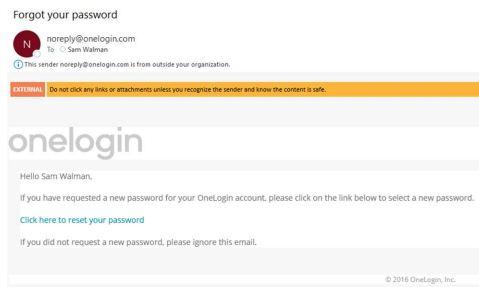 Forgot your password
N
noreply@onelogin.com
To Sam Walman
This sender noreply@onelogin.com is from outside your organization.
EXTERNAL Do not click any links or attachments unless you recognize the sender and know the content is safe.
onelogin
Hello Sam Walman,
If you have requested a new password for your OneLogin account, please click on the link below to select a new password.
Click here to reset your password
If you did not request a new password, please ignore this email.
© 2016 OneLogin, Inc.